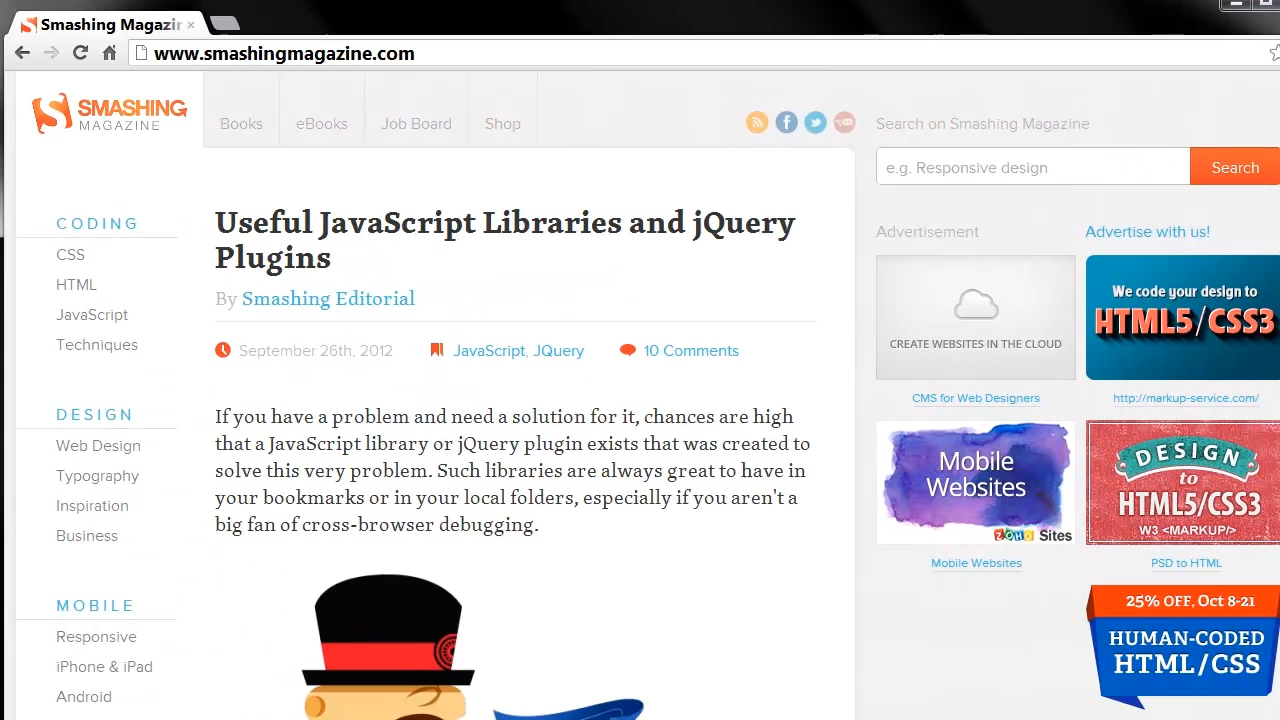 Smashing Magazin
www.smashingmagazine.com
SMASHING
MAGAZINE
Books
eBooks
Job Board
Shop
Search on Smashing Magazine
e.g. Responsive design
Search
CODING
CSS
HTML
JavaScript
Techniques
DESIGN
Web Design
Typography
Inspiration
Business
MOBILE
Responsive
iPhone & iPad
Android
Useful JavaScript Libraries and jQuery
Plugins
By Smashing Editorial
September 26th, 2012
JavaScript, JQuery
10 Comments
If you have a problem and need a solution for it, chances are high
that a JavaScript library or jQuery plugin exists that was created to
solve this very problem. Such libraries are always great to have in
your bookmarks or in your local folders, especially if you aren't a
big fan of cross-browser debugging.
Advertisement
Advertise with us!
CREATE WEBSITES IN THE CLOUD
CMS for Web Designers
We code your design to
HTML5/CSS3
http://markup-service.com/
Mobile
Websites
ZOHO Sites
Mobile Websites
DESIGN
to
HTML5/CSS3
W3 <MARKUP/>
PSD to HTML
25% OFF, Oct 8-21
HUMAN-CODED
HTML/CSS